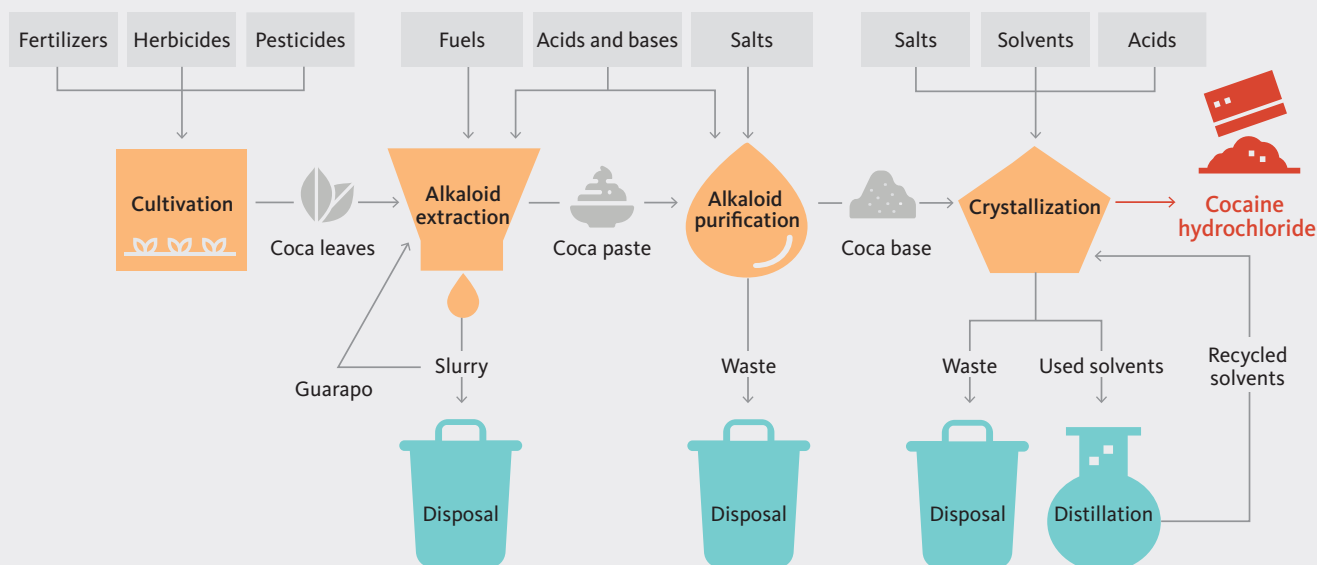 Fertilizers
Herbicides
Pesticides
Fuels
Acids and bases
Salts
Salts
Solvents
Acids
Cultivation
Coca leaves
Alkaloid
extraction
Coca paste
Alkaloid
purification
Coca base
Crystallization
Cocaine
hydrochloride
Guarapo
Slurry
Waste
Waste
Used solvents
Recycled
solvents
Disposal
Disposal
Disposal
Distillation